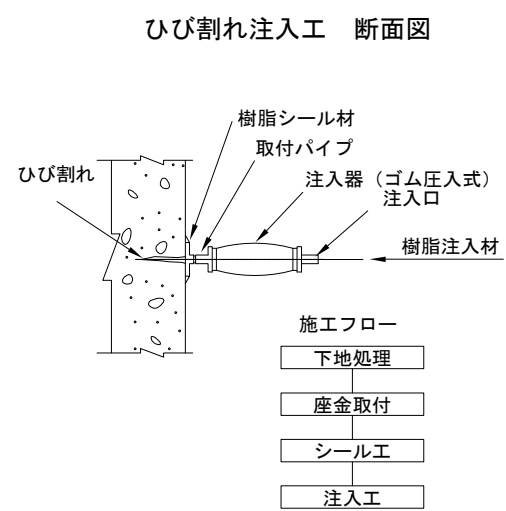 ひび割れ注入工　断面図
樹脂シール材
取付パイプ
ひび割れ
注入器（ゴム圧入式）
注入口
樹脂注入材
施工フロー
下地処理
座金取付
シール工
注入工